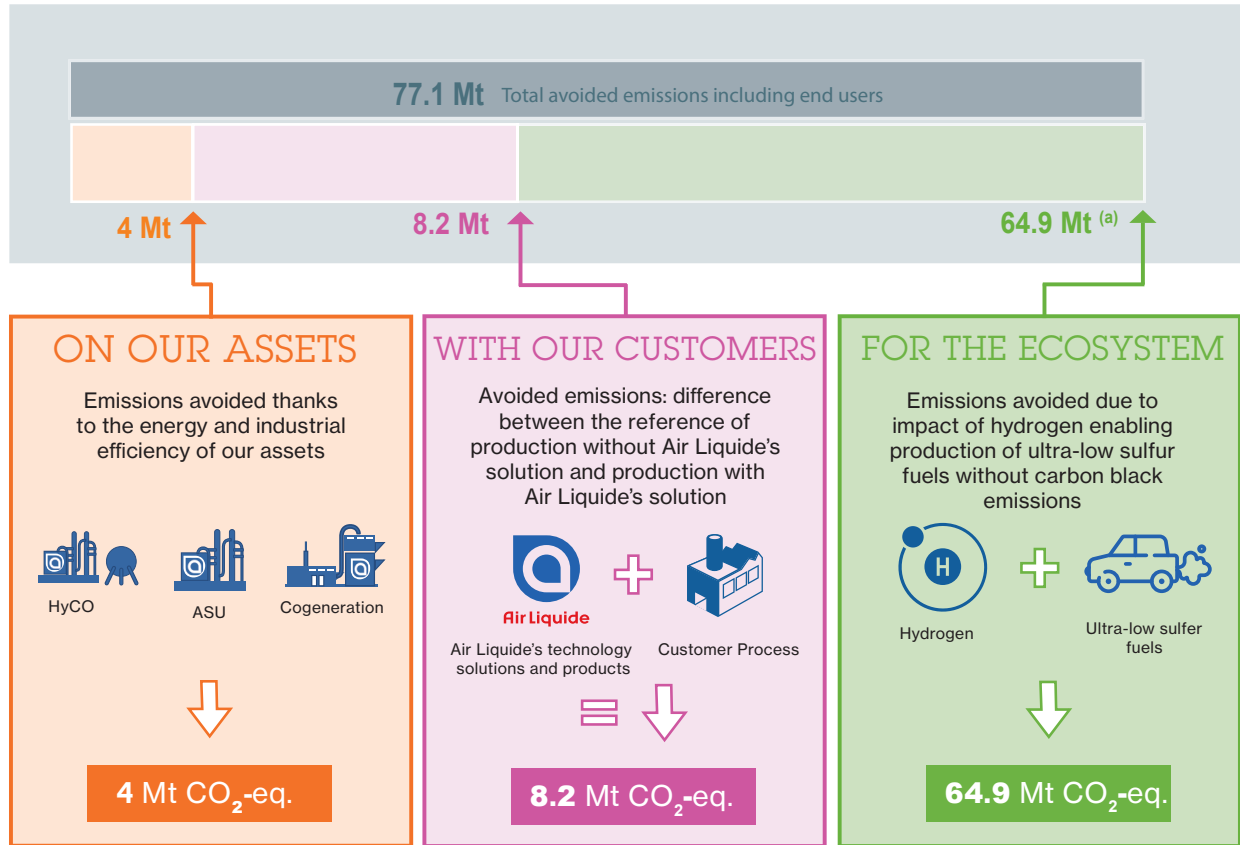 77.1 Mt Total avoided emissions including end users
4 Mt
8.2 Mt
64.9 Mt (a)
ON OUR ASSETS
Emissions avoided thanks
to the energy and industrial
efficiency of our assets
HyCO
ASU
Cogeneration
4 Mt CO2-eq.
WITH OUR CUSTOMERS
Avoided emissions: difference
between the reference of
production without Air Liquide's
solution and production with
Air Liquide's solution
+
Air Liquide
Air Liquide's technology
solutions and products
Customer Process
=
8.2 Mt CO2-eq.
FOR THE ECOSYSTEM
Emissions avoided due to
impact of hydrogen enabling
production of ultra-low sulfur
fuels without carbon black
emissions
H
+
Hydrogen
Ultra-low sulfer
fuels
64.9 Mt CO2-eq.